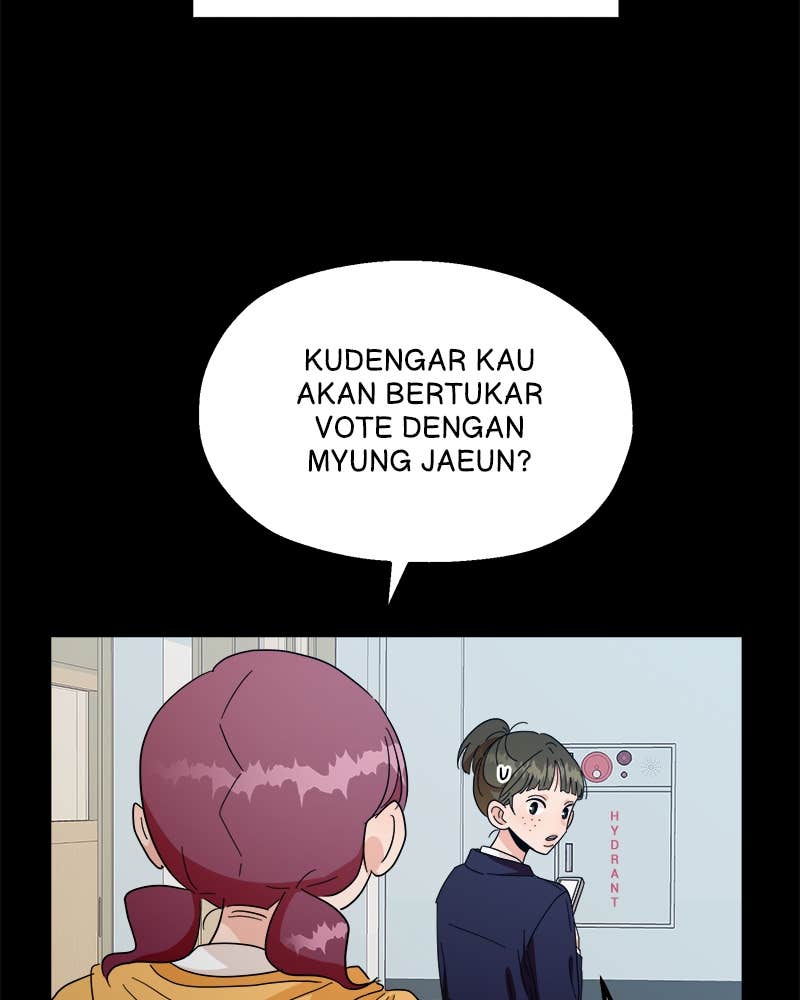 KUDENGAR KAU
AKAN BERTUKAR
VOTE DENGAN
MYUNG JAEUN?
HYDRANT